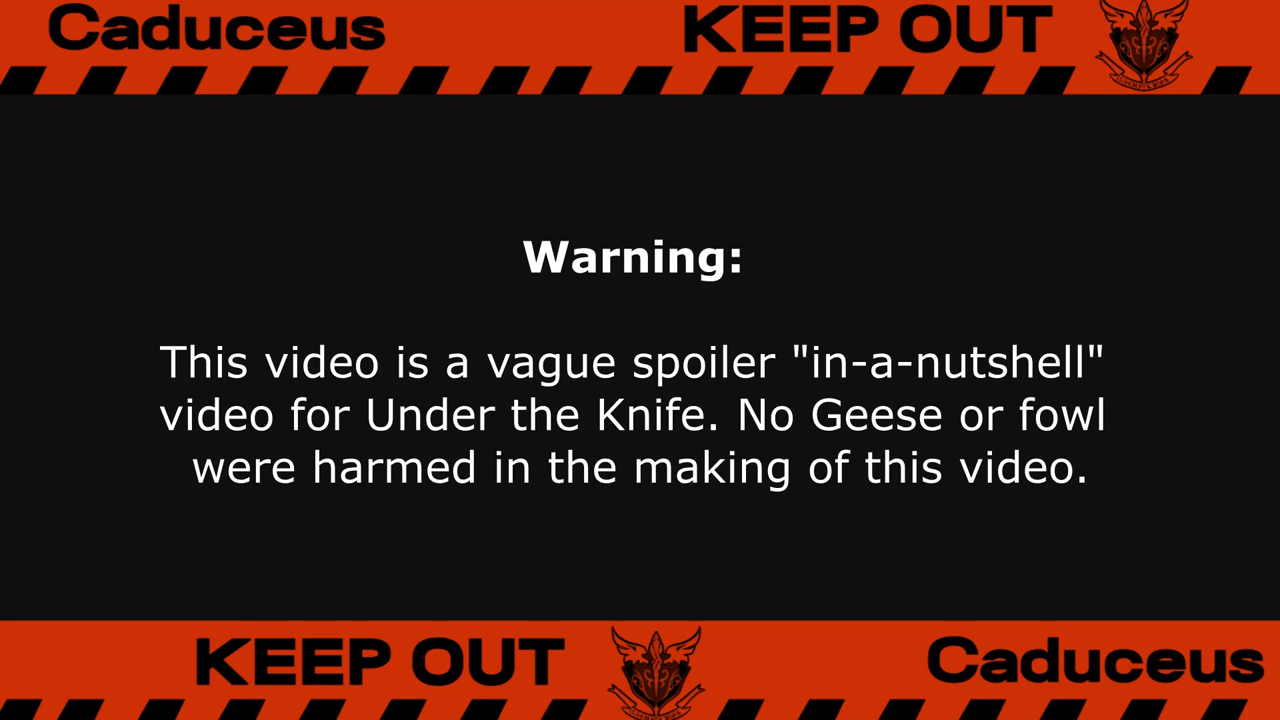 Caduceus KEEP OUT
Warning:
This video is a vague spoiler "in-a-nutshell"
video for Under the Knife. No Geese or fowl
were harmed in the making of this video.
KEEP OUT Caduceus